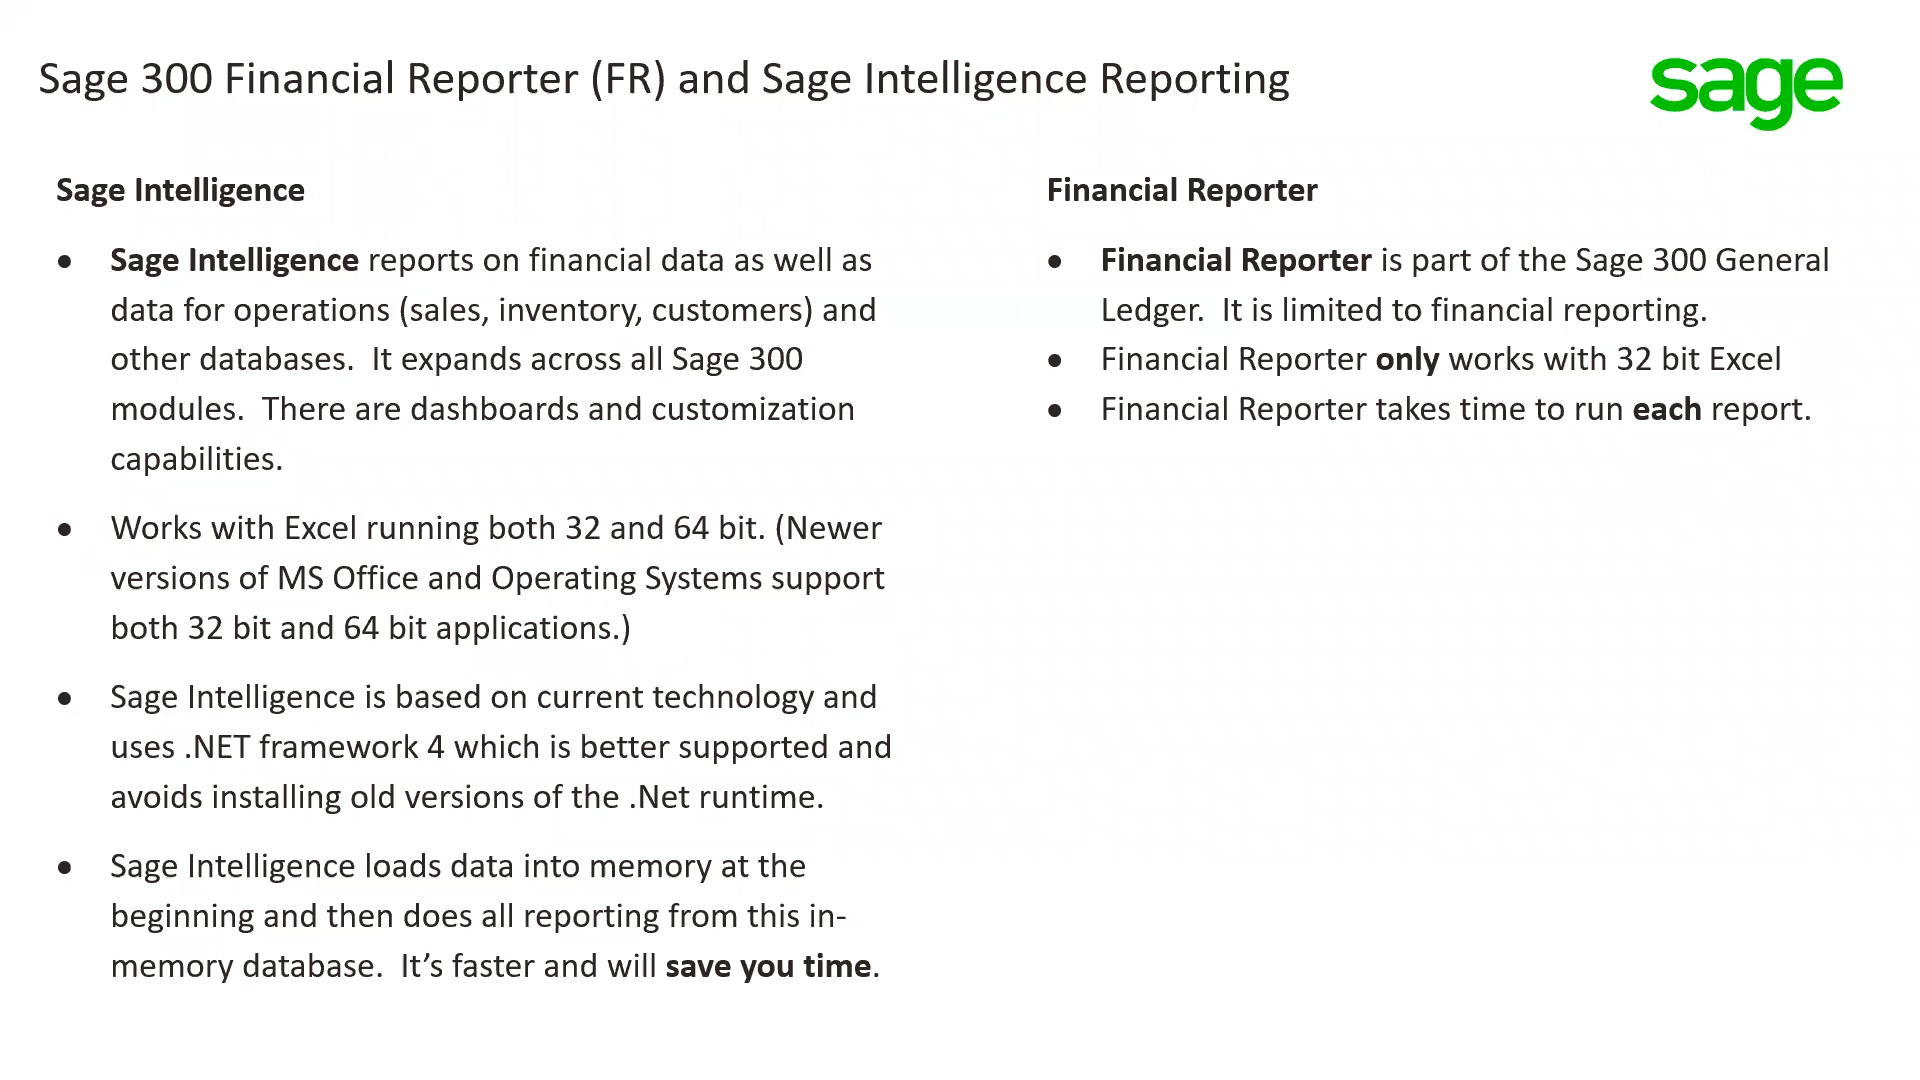 Sage 300 Financial Reporter (FR) and Sage Intelligence Reporting
sage
Sage Intelligence
• Sage Intelligence reports on financial data as well as
data for operations (sales, inventory, customers) and
other databases.  It expands across all Sage 300
modules.  There are dashboards and customization
capabilities.
• Works with Excel running both 32 and 64 bit. (Newer
versions of MS Office and Operating Systems support
both 32 bit and 64 bit applications.)
• Sage Intelligence is based on current technology and
uses .NET framework 4 which is better supported and
avoids installing old versions of the .Net runtime.
• Sage Intelligence loads data into memory at the
beginning and then does all reporting from this in-
memory database.  It’s faster and will save you time.
Financial Reporter
• Financial Reporter is part of the Sage 300 General
Ledger.  It is limited to financial reporting.
• Financial Reporter only works with 32 bit Excel
• Financial Reporter takes time to run each report.